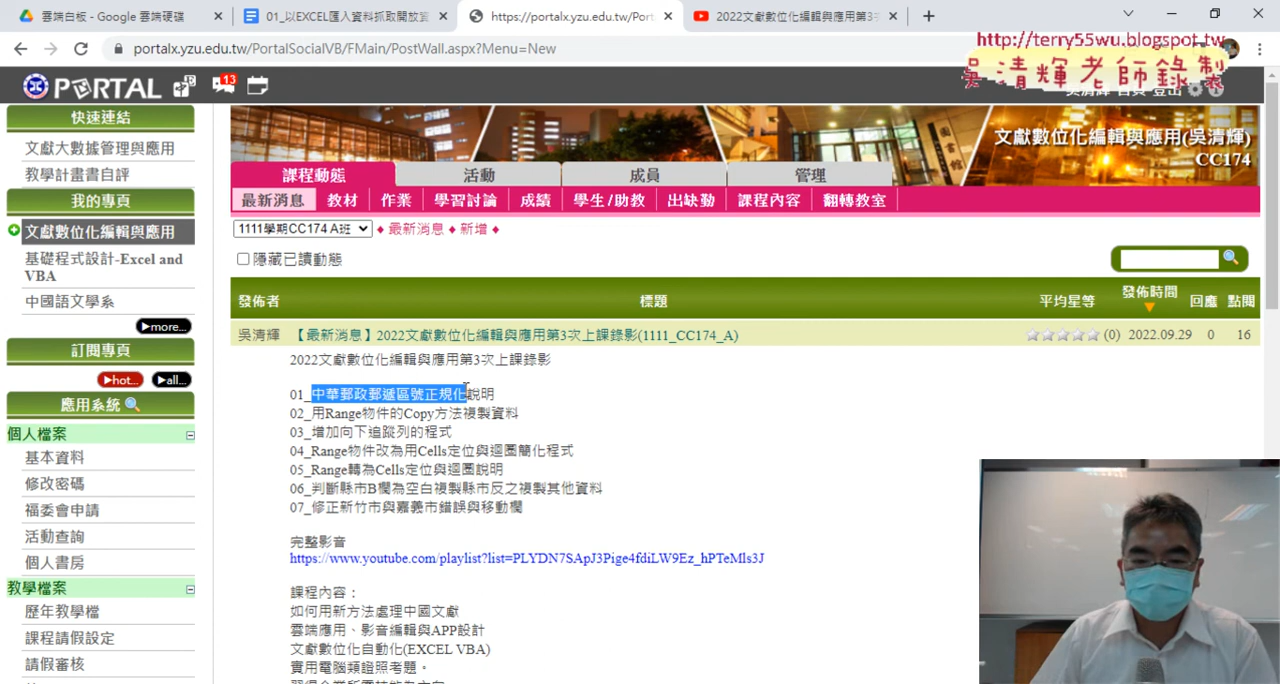 雲端白板 - Google 雲端硬碟
01_以EXCEL匯入資料抓取開放資
https://portalx.yzu.edu.tw/Port
2022文獻數位化編輯與應用第3
portalx.yzu.edu.tw/PortalSocialVB/FMain/PostWall.aspx?Menu=New
http://terry55wu.blogspot.tw
吳清輝老師錄製
PORTAL
13
快速連結
文獻大數據管理與應用
教學計畫書自評
我的專頁
文獻數位化編輯與應用
基礎程式設計-Excel and
VBA
中國語文學系
▶more...
訂閱專頁
▶hot...
▶all...
應用系統
個人檔案
基本資料
修改密碼
福委會申請
活動查詢
個人書房
教學檔案
歷年教學檔
課程請假設定
請假審核
文獻數位化編輯與應用(吳清輝)
CC174
課程動態
活動
成員
管理
最新消息
教材
作業
學習討論
成績
學生/助教
出缺勤
課程內容
翻轉教室
1111學期CC174 A班
♦ 最新消息 ♦ 新增 ♦
隱藏已讀動態
發佈者
標題
平均星等
發佈時間
回應
點閱
吳清輝
【最新消息】2022文獻數位化編輯與應用第3次上課錄影(1111_CC174_A)
(0)
2022.09.29
0
16
2022文獻數位化編輯與應用第3次上課錄影
01_中華郵政郵遞區號正規化說明
02_用Range物件的Copy方法複製資料
03_增加向下追蹤列的程式
04_Range物件改為用Cells定位與迴圈簡化程式
05_Range轉為Cells定位與迴圈說明
06_判斷縣市B欄為空白複製縣市反之複製其他資料
07_修正新竹市與嘉義市錯誤與移動欄
完整影音
https://www.youtube.com/playlist?list=PLYDN7SApJ3Pige4fdiLW9Ez_hPTeMls3J
課程內容：
如何用新方法處理中國文獻
雲端應用、影音編輯與APP設計
文獻數位化自動化(EXCEL VBA)
實用電腦類證照考題。